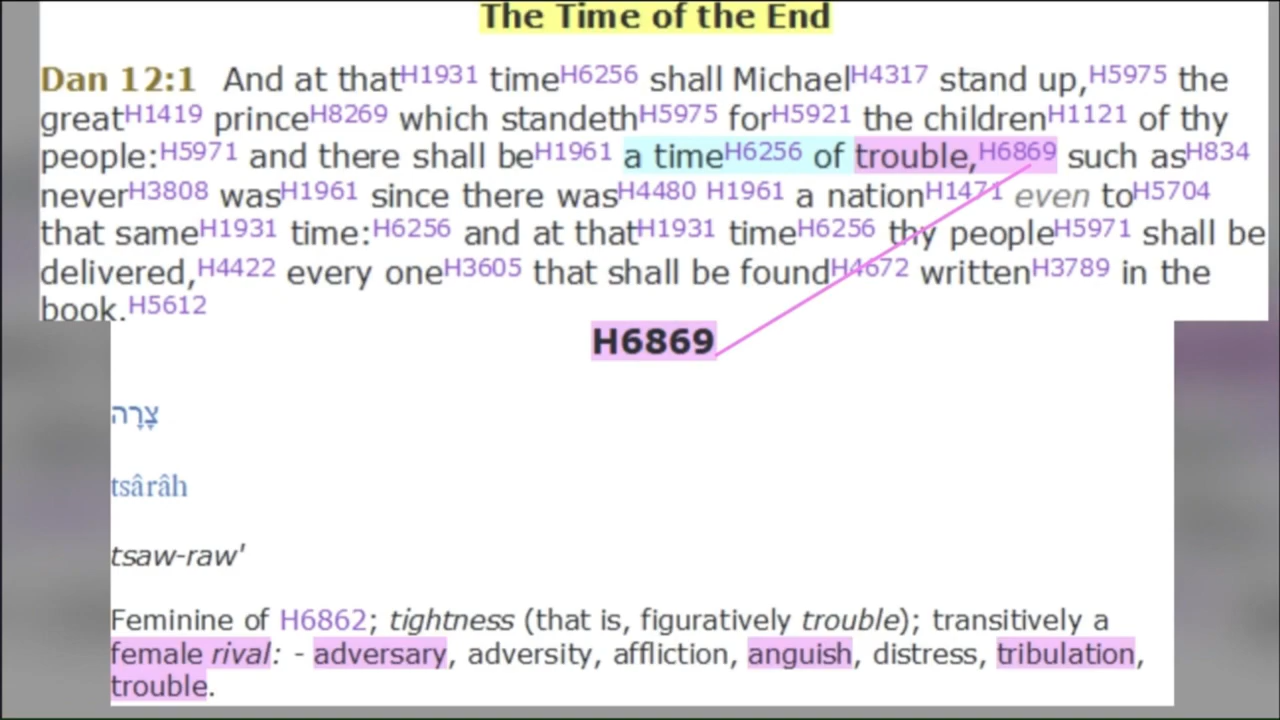 The Time of the End
Dan 12:1 And at thatH1931 timeH6256 shall MichaelH4317 stand up,H5975 the
greatH1419 princeH8269 which standethH5975 forH5921 the childrenH1121 of thy
people:H5971 and there shall beH1961 a timeH6256 of trouble,H6869 such asH834
neverH3808 wasH1961 since there wasH4480 H1961 a nationH1471 even toH5704
that sameH1931 time:H6256 and at thatH1931 timeH6256 thy peopleH5971 shall be
delivered,H4422 every oneH3605 that shall be foundH4672 writtenH3789 in the
book.H5612
H6869
צָרָה
tsârâh
tsaw-raw'
Feminine of H6862; tightness (that is, figuratively trouble); transitively a
female rival: - adversary, adversity, affliction, anguish, distress, tribulation,
trouble.